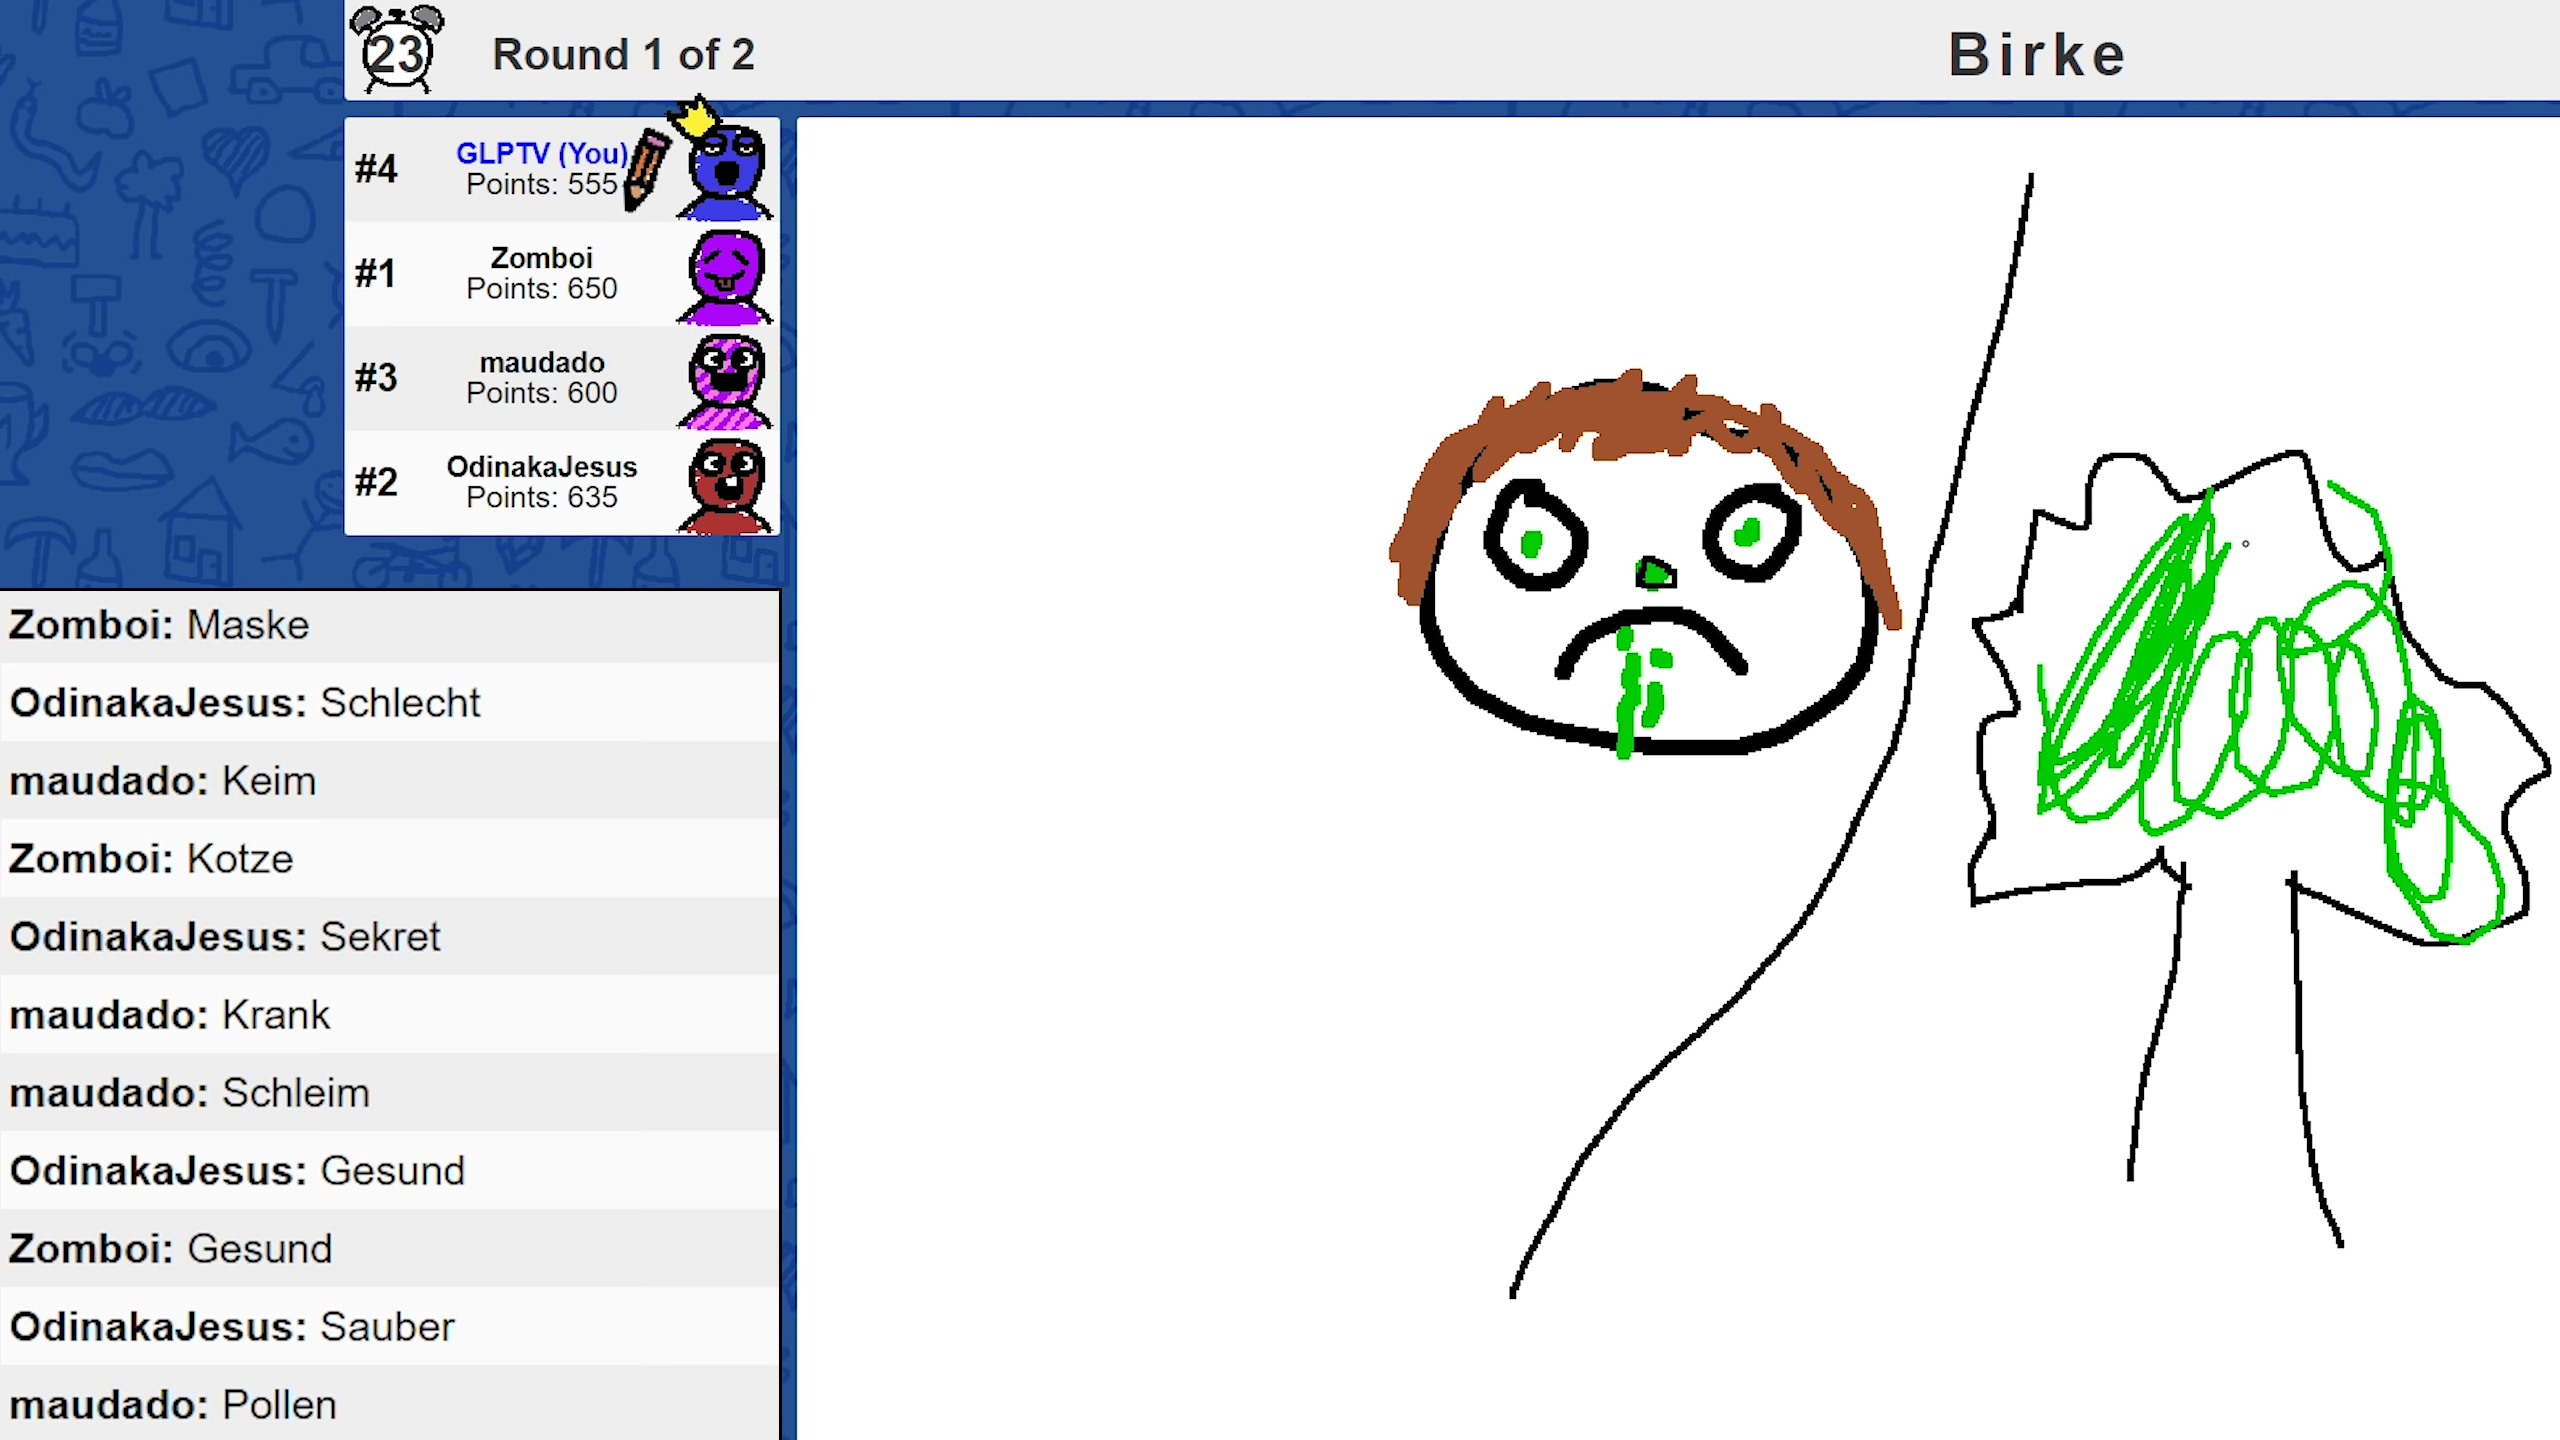 23
Round 1 of 2
Birke
#4
GLPTV (You)
Points: 555
#1
Zomboi
Points: 650
#3
maudado
Points: 600
#2
OdinakaJesus
Points: 635
Zomboi: Maske
OdinakaJesus: Schlecht
maudado: Keim
Zomboi: Kotze
OdinakaJesus: Sekret
maudado: Krank
maudado: Schleim
OdinakaJesus: Gesund
Zomboi: Gesund
OdinakaJesus: Sauber
maudado: Pollen